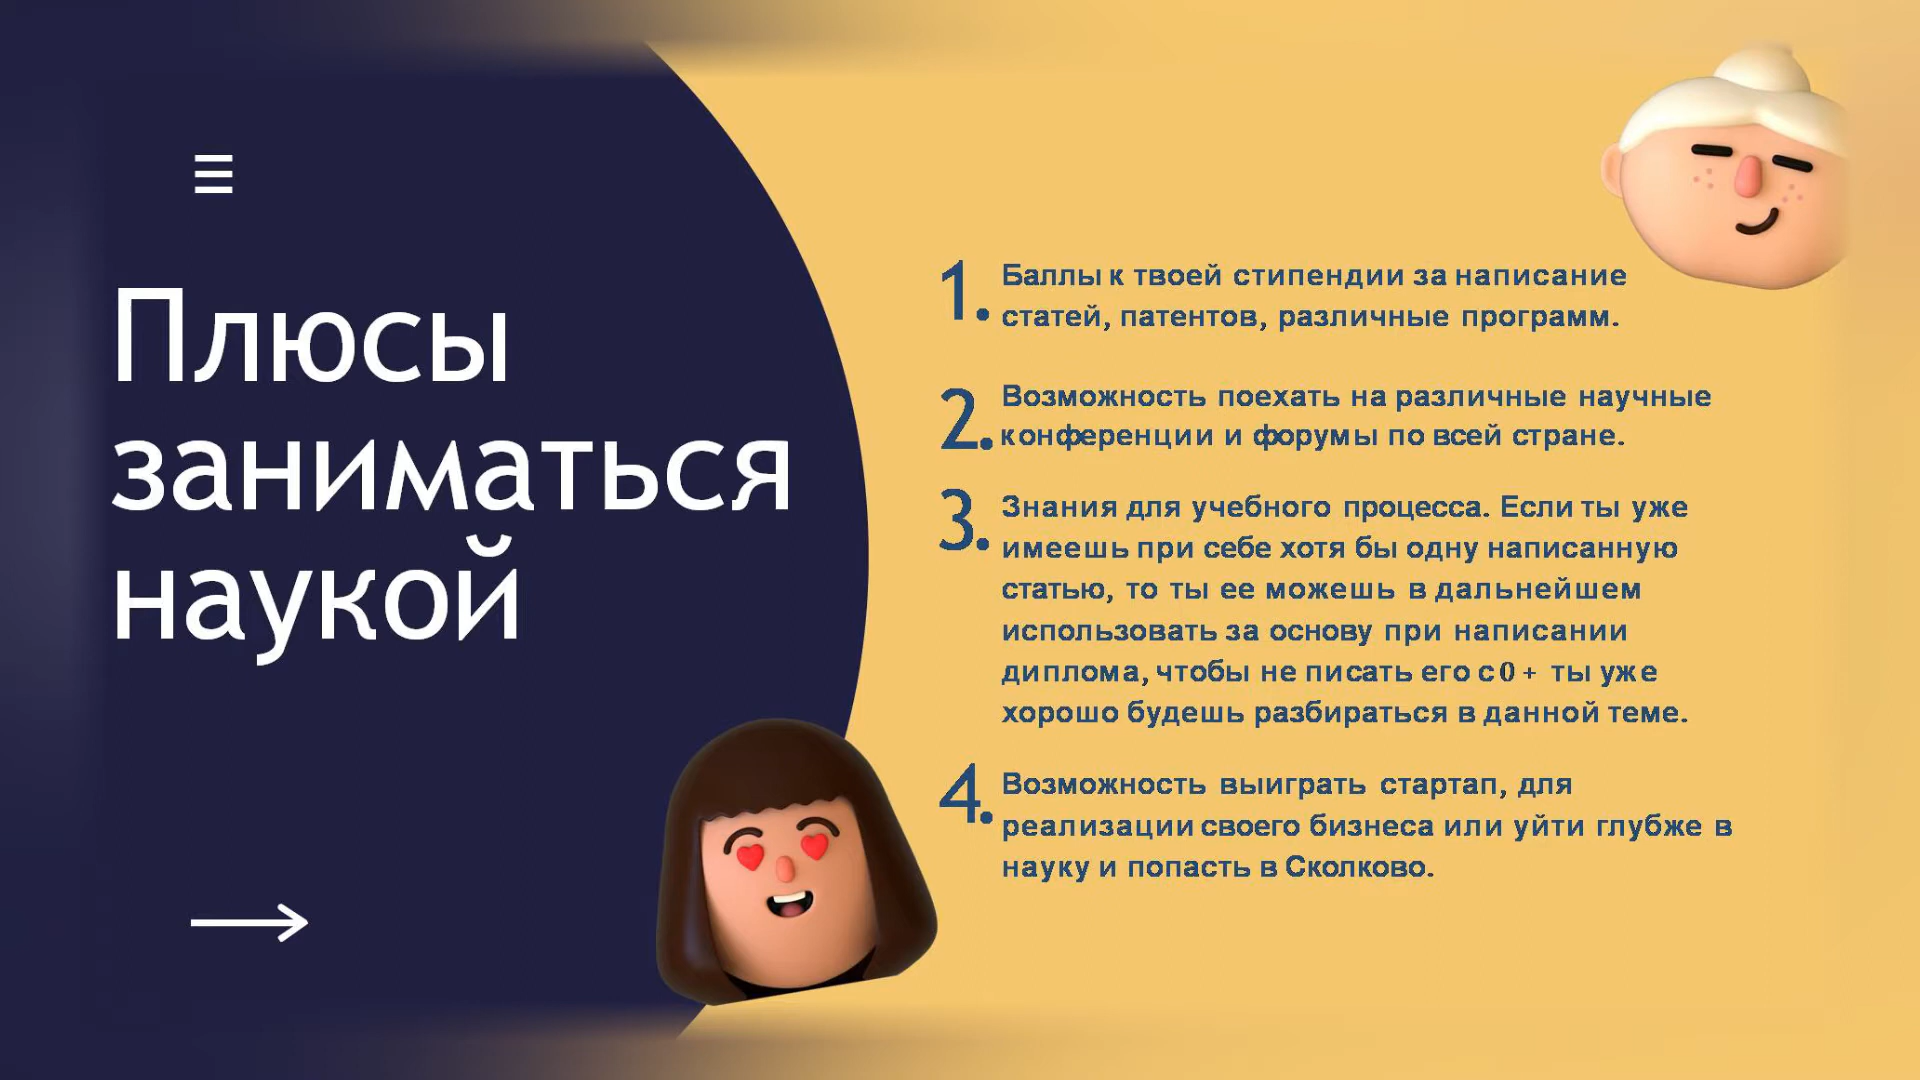 Плюсы
заниматься
наукой
1. Баллы к твоей стипендии за написание
статей, патентов, различные программ.
2. Возможность поехать на различные научные
конференции и форумы по всей стране.
3. Знания для учебного процесса. Если ты уже
имеешь при себе хотя бы одну написанную
статью, то ты ее можешь в дальнейшем
использовать за основу при написании
диплома, чтобы не писать его с 0 + ты уже
хорошо будешь разбираться в данной теме.
4. Возможность выиграть стартап, для
реализации своего бизнеса или уйти глубже в
науку и попасть в Сколково.